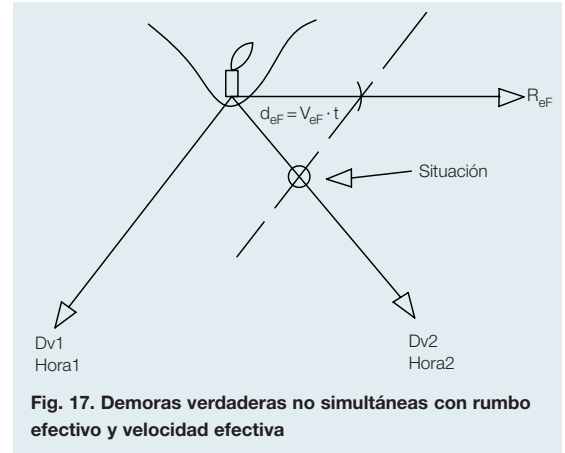 R_eF
d_eF = V_eF · t
Situación
Dv1
Hora1
Dv2
Hora2
Fig. 17. Demoras verdaderas no simultáneas con rumbo
efectivo y velocidad efectiva